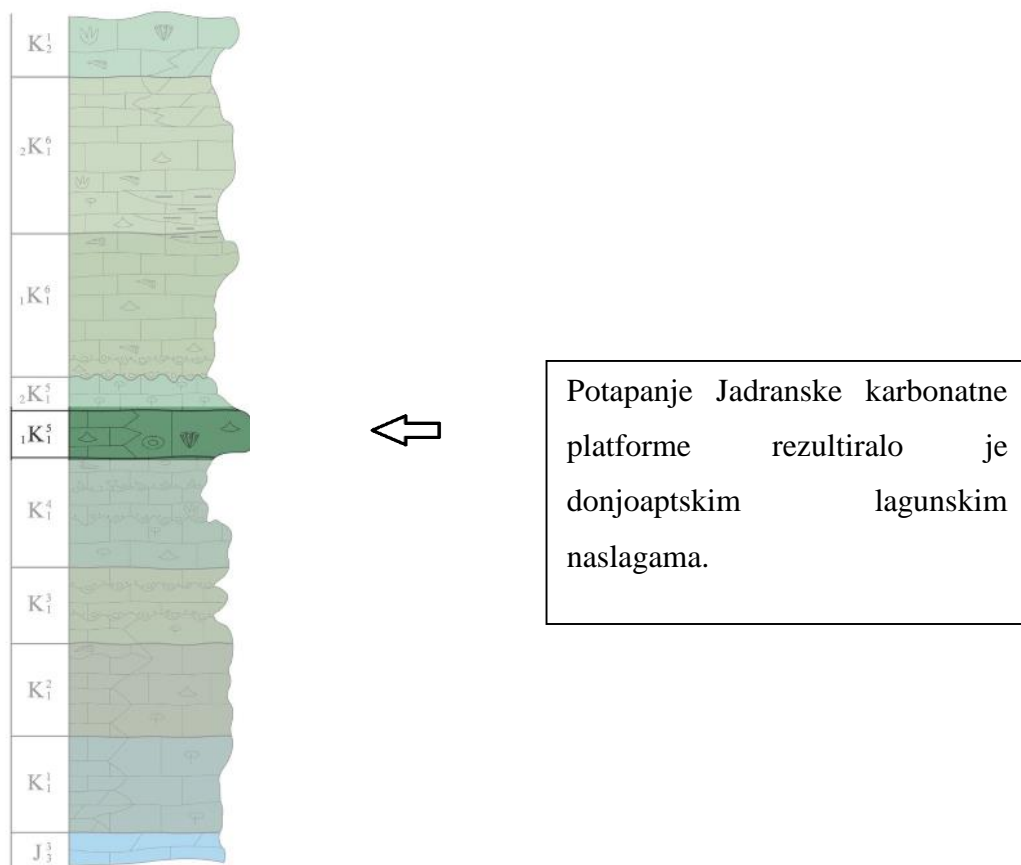 K₂¹
₂K₁⁶
₁K₁⁶
₂K₁⁵
₁K₁⁵
K₁⁴
K₁³
K₁²
K₁¹
J₃³
Potapanje Jadranske karbonatne
platforme rezultiralo je
donjoaptskim lagunskim
naslagama.